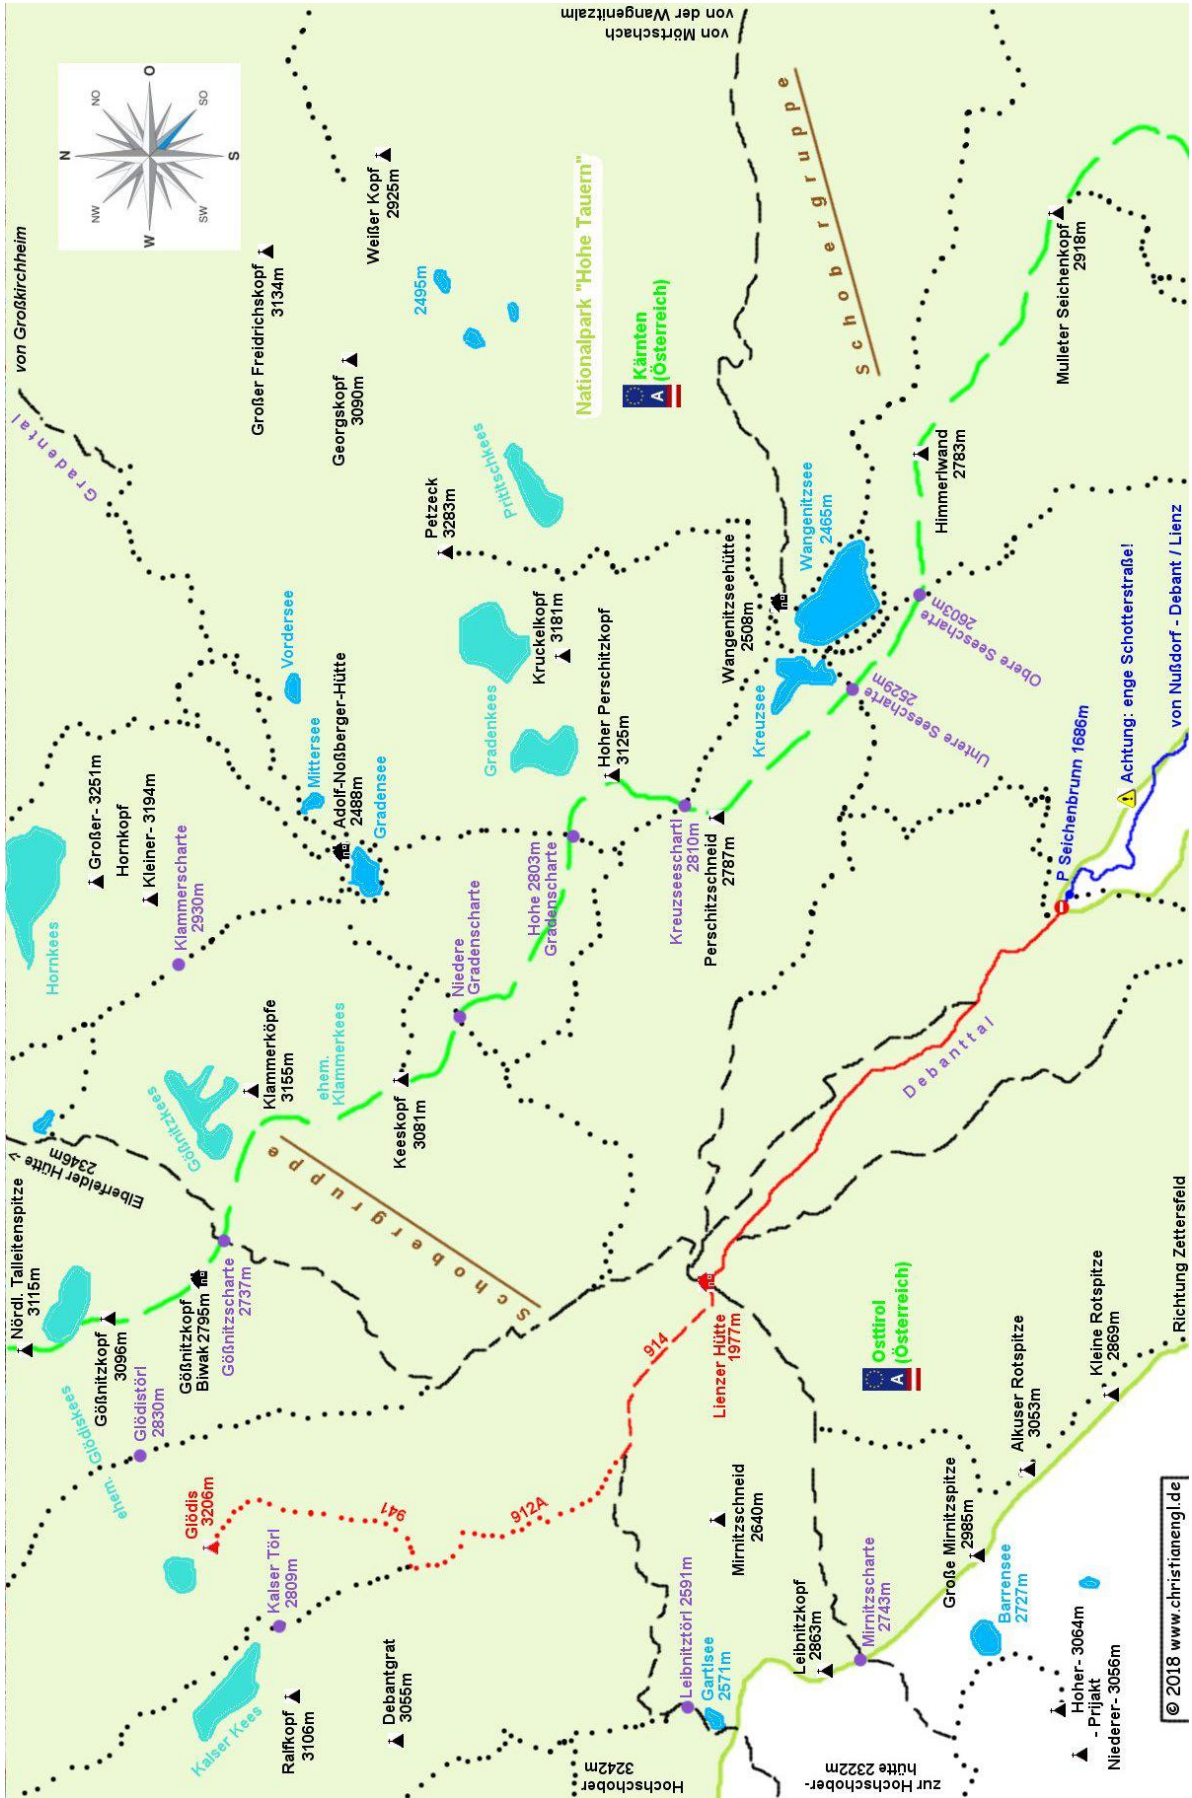 von Großkirchheim
Gradental
N
NO
O
SO
S
SW
W
NW
Großer Freidrichskopf
3134m
Weißer Kopf
2925m
Georgskopf
3090m
2495m
von Mörtschach
von der Wangenitzalm
Nationalpark "Hohe Tauern"
Kärnten
(Österreich)
A
Schobergruppe
Petzeck
3283m
Prititschkees
Vordersee
Mittersee
Adolf-Noßberger-Hütte
2488m
Gradensee
Gradenkees
Kruckelkopf
3181m
Hoher Perschitzkopf
3125m
Wangenitzseehütte
2508m
Wangenitzsee
2465m
Kreuzsee
Himmerlwand
2783m
Mulleter Seichenkopf
2918m
Obere Seescharte
2603m
Untere Seescharte
2529m
Hornkees
Großer- 3251m
Hornkopf
Kleiner- 3194m
Klammerscharte
2930m
Niedere
Gradenscharte
Hohe 2803m
Gradenscharte
Kreuzseeschartl
2810m
Perschitzschneid
2787m
P Seichenbrunn 1686m
Achtung: enge Schotterstraße!
von Nußdorf - Debant / Lienz
Elberfelder Hütte >
2346m
Gößnitzkees
Klammerköpfe
3155m
ehem.
Klammerkees
Keeskopf
3081m
Schobergruppe
Debanttal
Nördl. Talleitenspitze
3115m
Gößnitzkopf
3096m
Gößnitzkopf
Biwak 2795m
Gößnitzscharte
2737m
ehem. Glödiskees
Glödistörl
2830m
Glödis
3206m
941
912A
914
Lienzer Hütte
1977m
Osttirol
(Österreich)
A
Kalser Törl
2809m
Kalser Kees
Ralfkopf
3106m
Debantgrat
3055m
Hochschober
3242m
Leibnitztörl 2591m
Gartlsee
2571m
Mirnitzschneid
2640m
Leibnitzkopf
2863m
Mirnitzscharte
2743m
zur Hochschober-
hütte 2322m
Große Mirnitzspitze
2985m
Barrensee
2727m
Alkuser Rotspitze
3053m
Kleine Rotspitze
2869m
Richtung Zettersfeld
Hoher- 3064m
- Prijakt
Niederer- 3056m
© 2018 www.christianengl.de